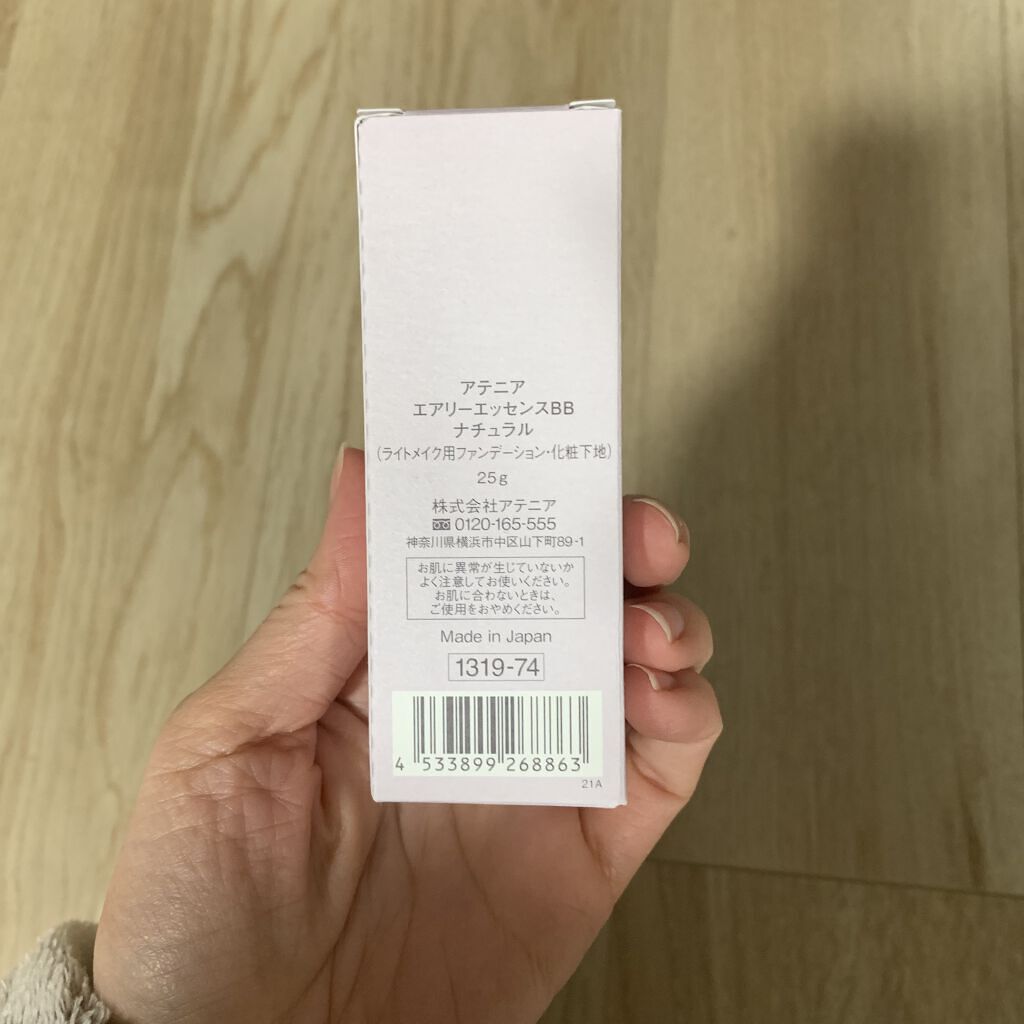 アテニア
エアリーエッセンスBB
ナチュラル
(ライトメイク用ファンデーション・化粧下地)
25g
株式会社アテニア
0120-165-555
神奈川県横浜市中区山下町89-1
お肌に異常が生じていないか
よく注意してお使いください。
お肌に合わないときは、
ご使用をおやめください。
Made in Japan
1319-74
4 533899 268863
21A